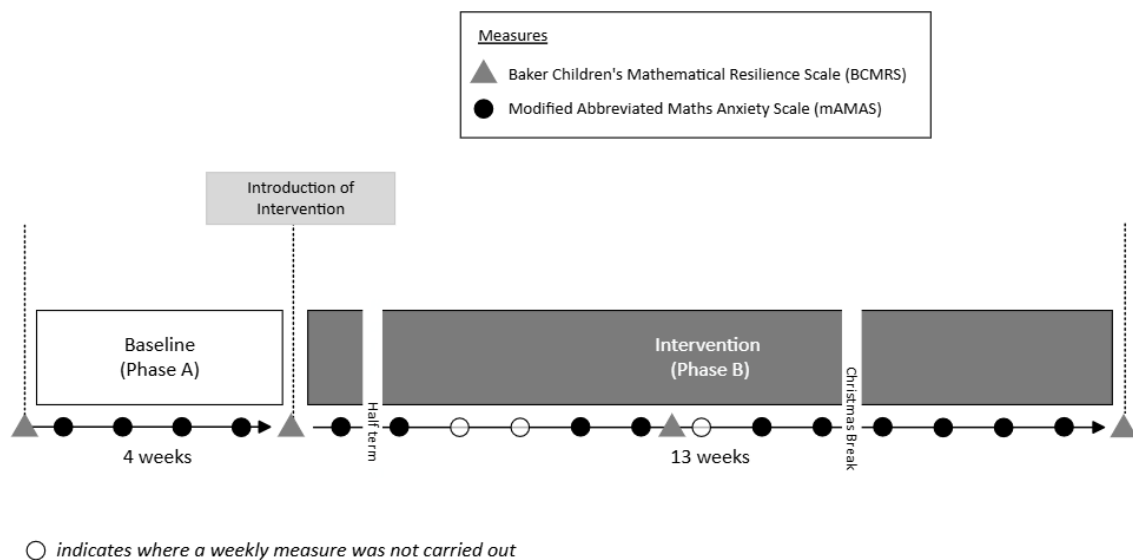 Measures
Baker Children's Mathematical Resilience Scale (BCMRS)
Modified Abbreviated Maths Anxiety Scale (mAMAS)
Introduction of
Intervention
Baseline
(Phase A)
Intervention
(Phase B)
Half term
Christmas Break
4 weeks
13 weeks
indicates where a weekly measure was not carried out